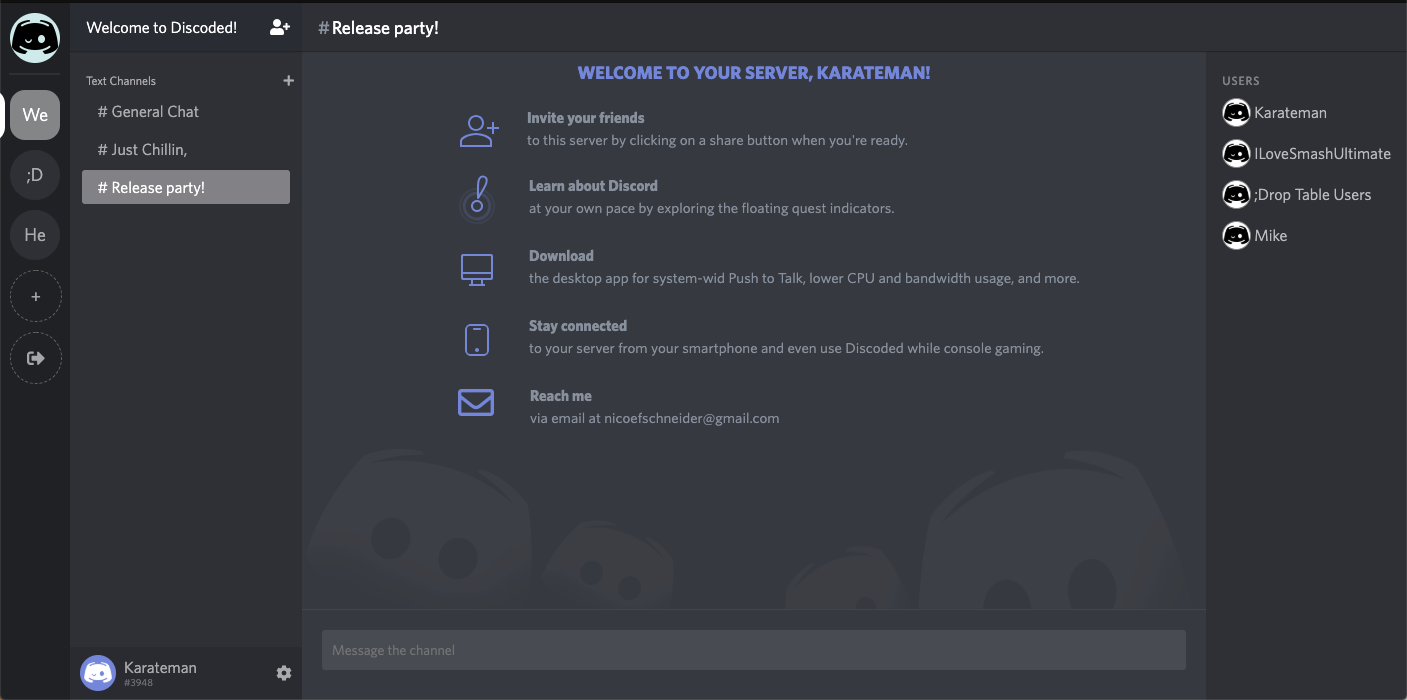 Welcome to Discoded!
We
;D
He
+
Text Channels +
# General Chat
# Just Chillin,
# Release party!
Karateman
#3948
#Release party!
WELCOME TO YOUR SERVER, KARATEMAN!
Invite your friends
to this server by clicking on a share button when you're ready.
Learn about Discord
at your own pace by exploring the floating quest indicators.
Download
the desktop app for system-wid Push to Talk, lower CPU and bandwidth usage, and more.
Stay connected
to your server from your smartphone and even use Discoded while console gaming.
Reach me
via email at nicoefschneider@gmail.com
Message the channel
USERS
Karateman
ILoveSmashUltimate
;Drop Table Users
Mike